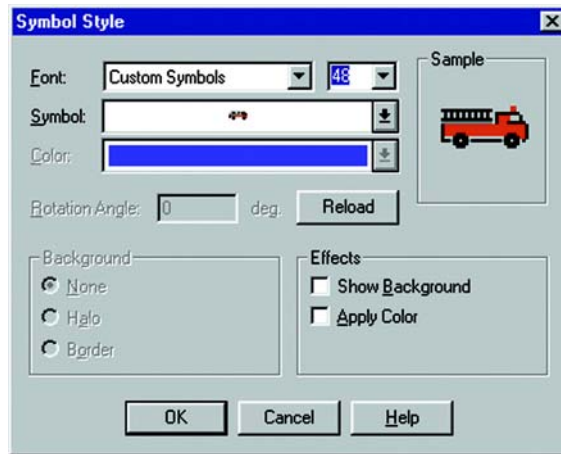 Symbol Style
Font: Custom Symbols 48 Sample
Symbol:
Color:
Rotation Angle: 0 deg. Reload
Background Effects
None Show Background
Halo Apply Color
Border
OK Cancel Help